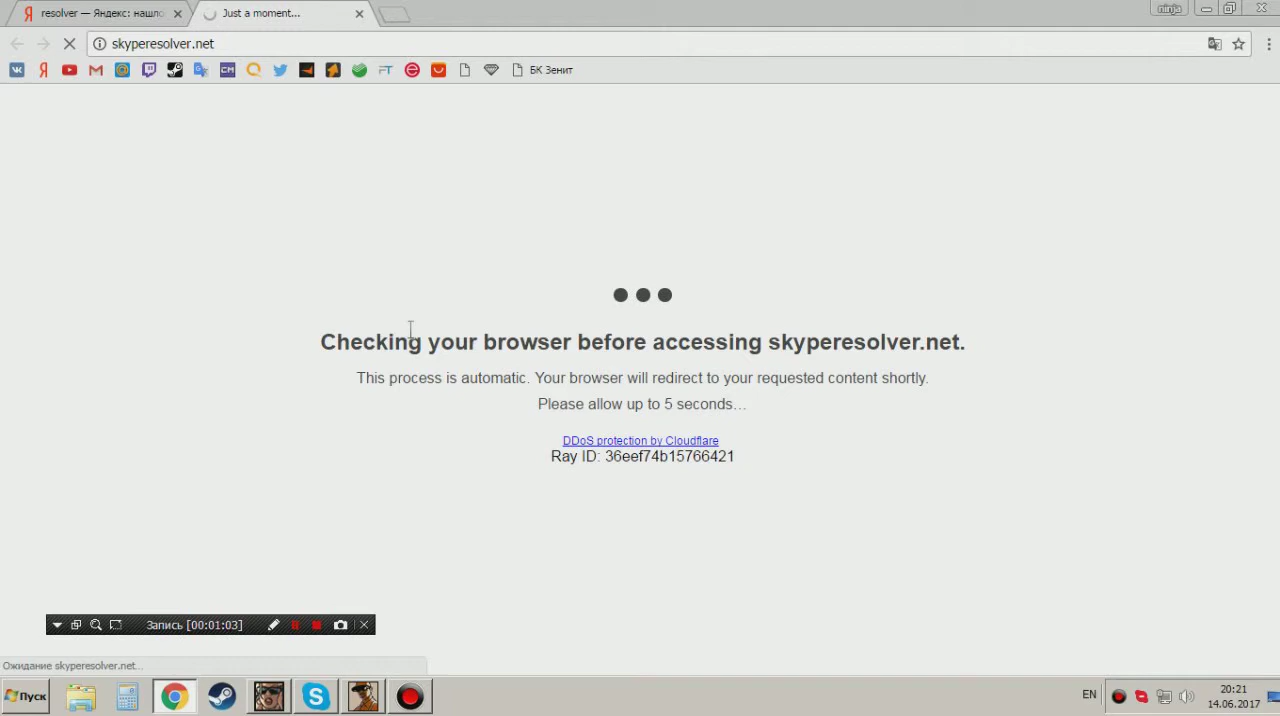 resolver — Яндекс: нашло
Just a moment...
ninja
skyperesolver.net
БК Зенит
Checking your browser before accessing skyperesolver.net.
This process is automatic. Your browser will redirect to your requested content shortly.
Please allow up to 5 seconds…
DDoS protection by Cloudflare
Ray ID: 36eef74b15766421
Запись [00:01:03]
Ожидание skyperesolver.net...
Пуск
EN
20:21
14.06.2017